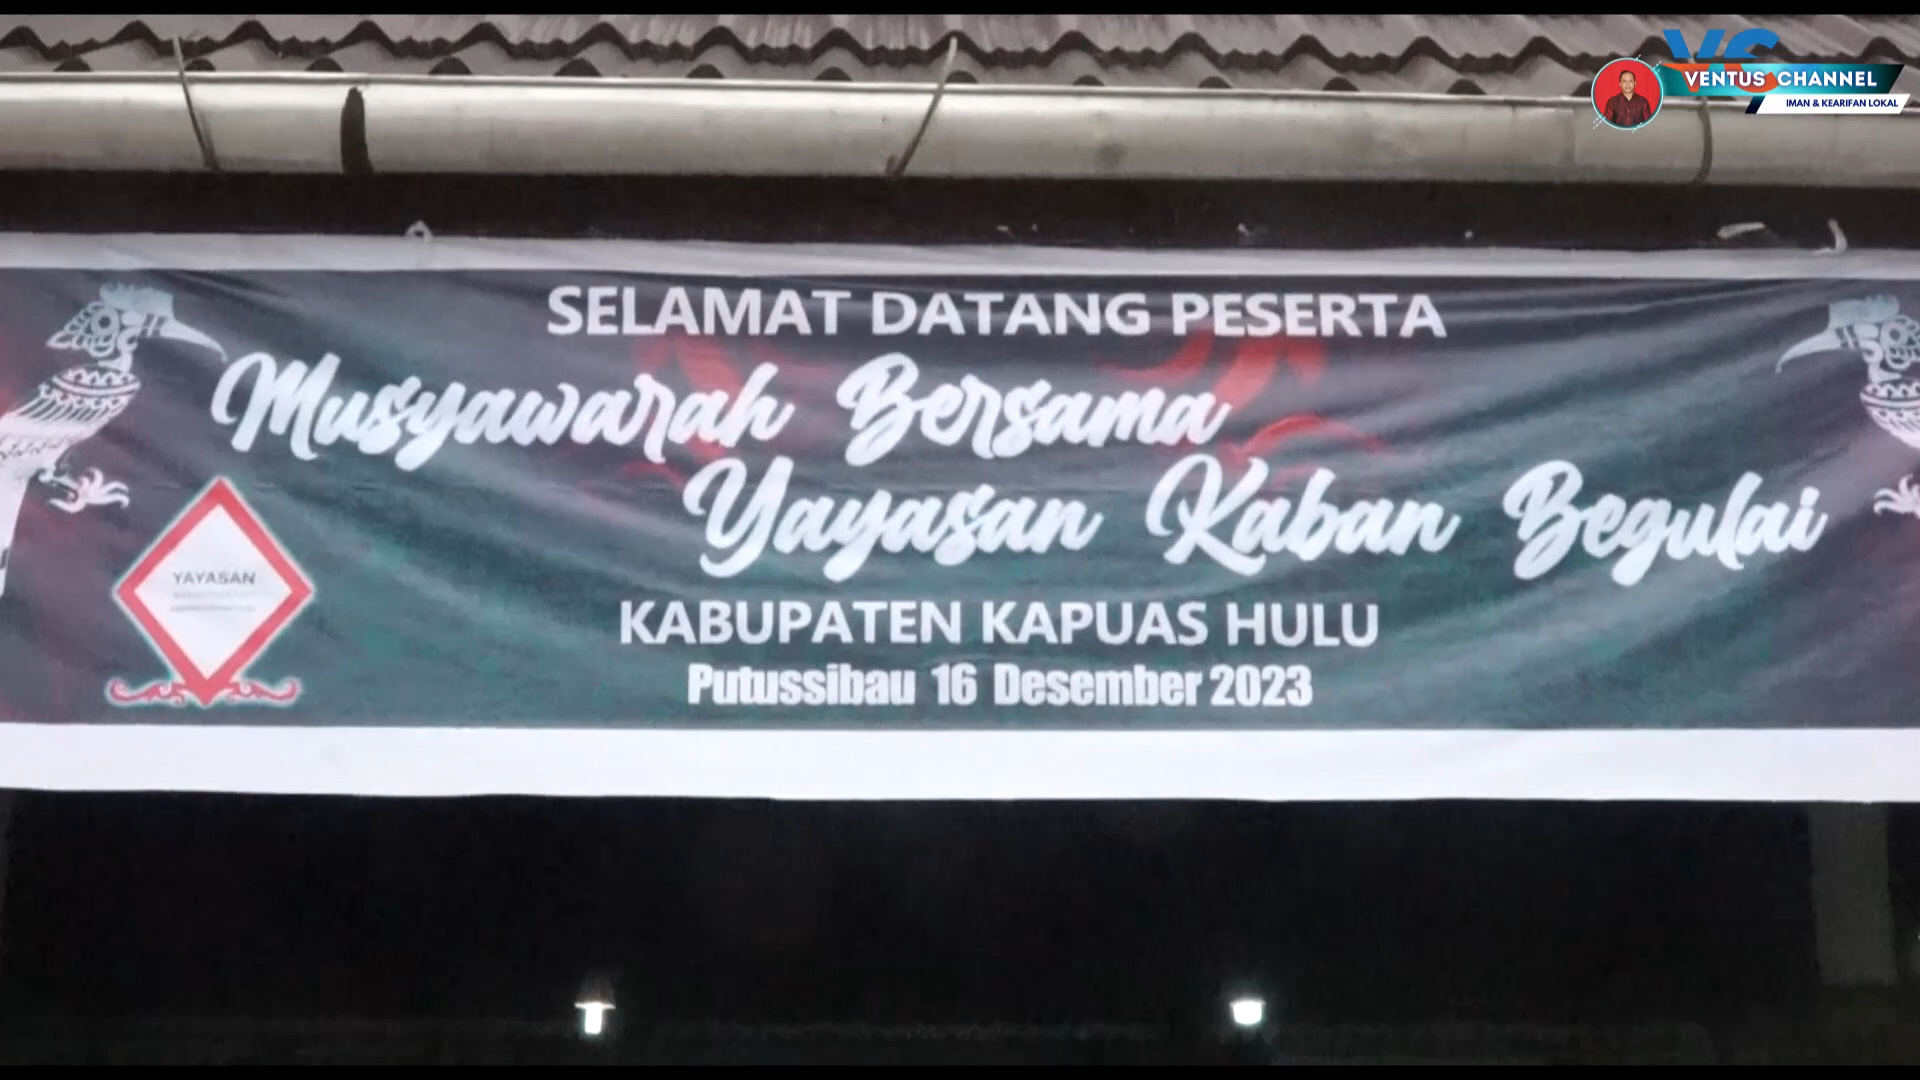 VENTUS CHANNEL
IMAN & KEARIFAN LOKAL
SELAMAT DATANG PESERTA
Musyawarah Bersama
Yayasan Kaban Begulai
KABUPATEN KAPUAS HULU
Putussibau 16 Desember 2023
YAYASAN